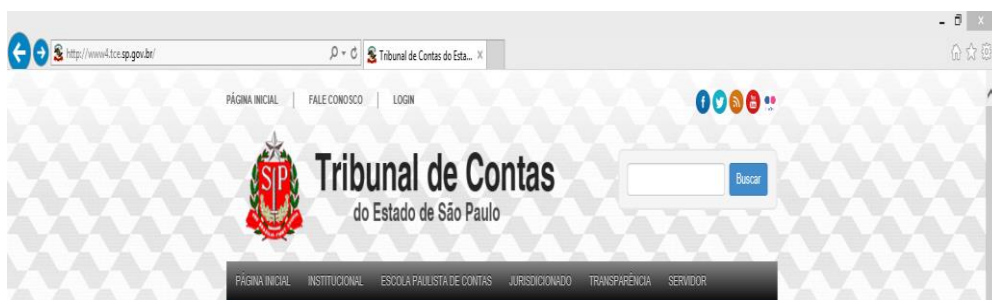 http://www4.tce.sp.gov.br/
Tribunal de Contas do Esta...
PÁGINA INICIAL | FALE CONOSCO | LOGIN
SP
Tribunal de Contas
do Estado de São Paulo
Buscar
PÁGINA INICIAL INSTITUCIONAL ESCOLA PAULISTA DE CONTAS JURISDICIONADO TRANSPARÊNCIA SERVIDOR